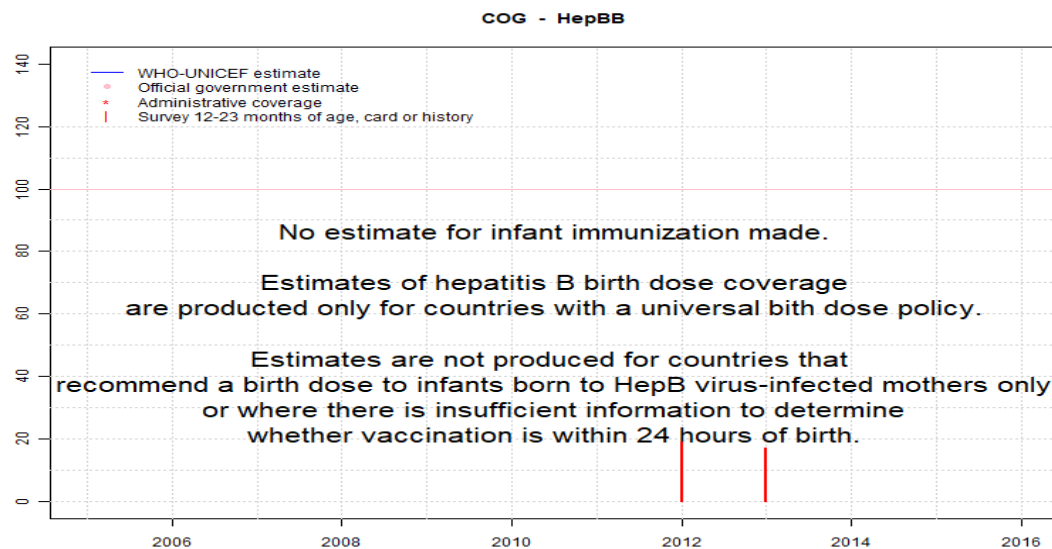 COG - HepBB
WHO-UNICEF estimate
Official government estimate
Administrative coverage
Survey 12-23 months of age, card or history
140
120
100
80
60
40
20
0
No estimate for infant immunization made.
Estimates of hepatitis B birth dose coverage
are producted only for countries with a universal bith dose policy.
Estimates are not produced for countries that
recommend a birth dose to infants born to HepB virus-infected mothers only
or where there is insufficient information to determine
whether vaccination is within 24 hours of birth.
2006 2008 2010 2012 2014 2016